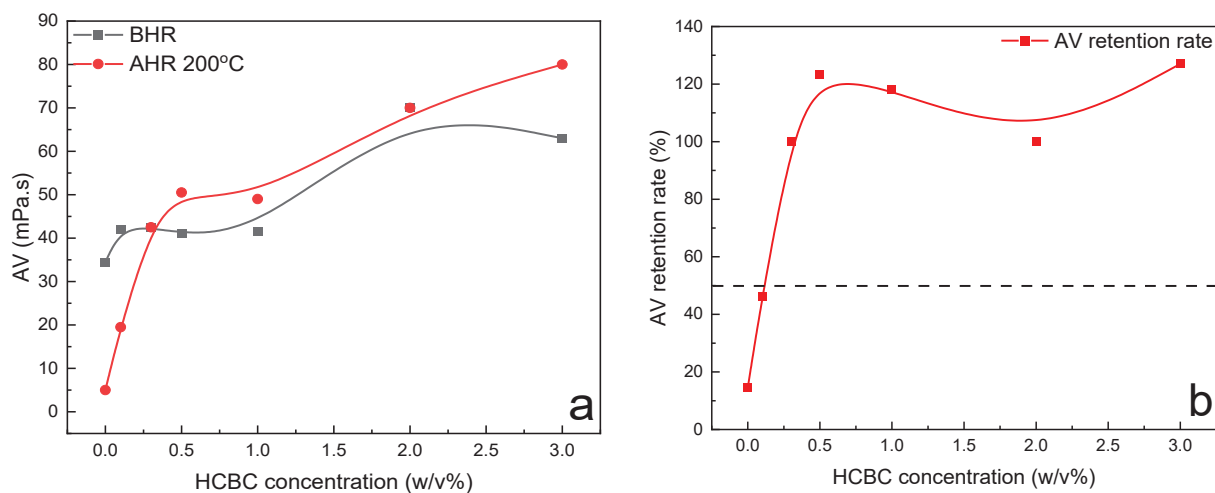 BHR
AHR 200°C
90
80
70
60
50
40
30
20
10
0
AV (mPa.s)
0.0 0.5 1.0 1.5 2.0 2.5 3.0
HCBC concentration (w/v%)
a
AV retention rate
140
120
100
80
60
40
20
0
AV retention rate (%)
0.0 0.5 1.0 1.5 2.0 2.5 3.0
HCBC concentration (w/v%)
b